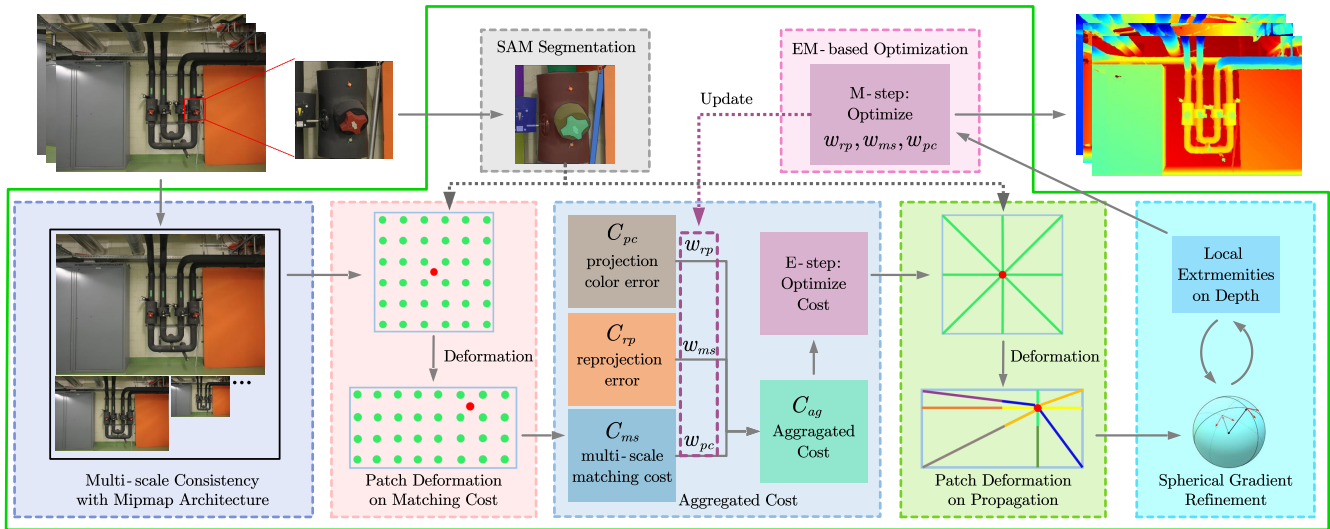 SAM Segmentation
EM-based Optimization
M-step:
Optimize
w_rp, w_ms, w_pc
Update
Multi-scale Consistency
with Mipmap Architecture
Deformation
Patch Deformation
on Matching Cost
C_pc
projection
color error
C_rp
reprojection
error
C_ms
multi-scale
matching cost
w_rp
w_ms
w_pc
E-step:
Optimize
Cost
C_ag
Aggragated
Cost
Aggregated Cost
Deformation
Patch Deformation
on Propagation
Local
Extrmemities
on Depth
Spherical Gradient
Refinement